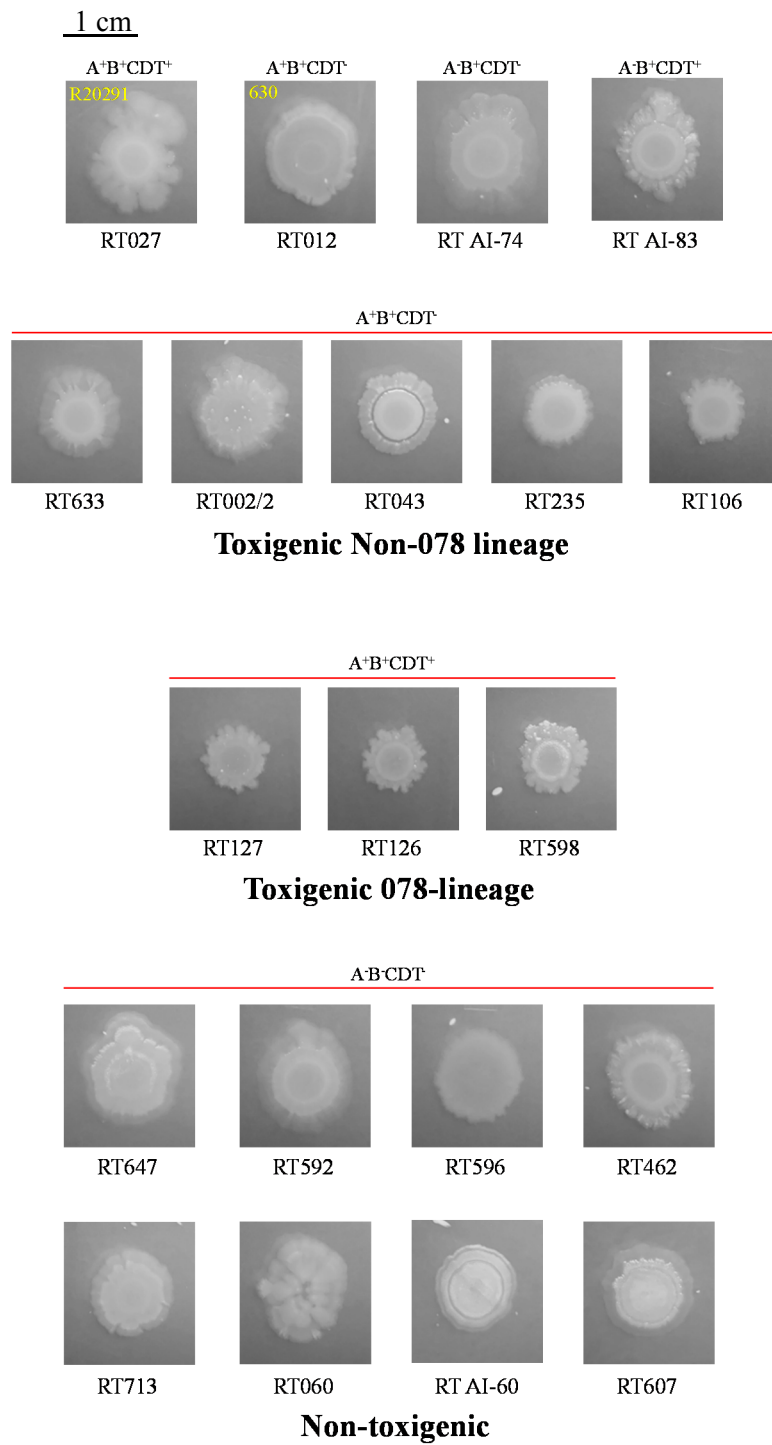 1 cm
A⁺B⁺CDT⁺ A⁺B⁺CDT⁻ A⁻B⁺CDT⁻ A⁻B⁺CDT⁺
R20291 630
RT027 RT012 RT AI-74 RT AI-83
A⁺B⁺CDT⁻
RT633 RT002/2 RT043 RT235 RT106
Toxigenic Non-078 lineage
A⁺B⁺CDT⁺
RT127 RT126 RT598
Toxigenic 078-lineage
A⁻B⁻CDT⁻
RT647 RT592 RT596 RT462
RT713 RT060 RT AI-60 RT607
Non-toxigenic